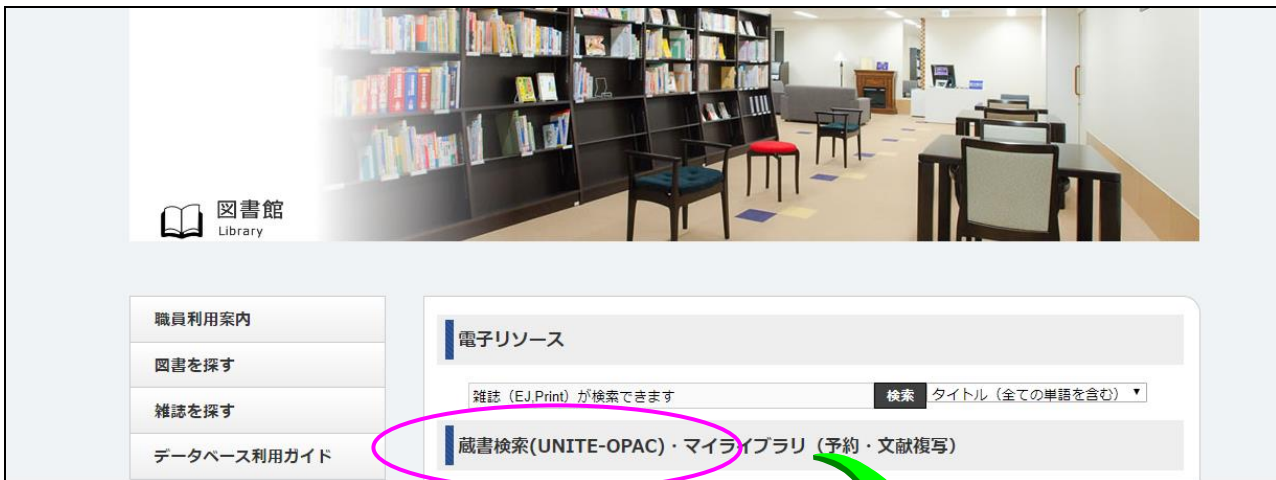 図書館
Library
職員利用案内
図書を探す
雑誌を探す
データベース利用ガイド
電子リソース
雑誌（EJ,Print）が検索できます 検索 タイトル（全ての単語を含む） ▼
蔵書検索(UNITE-OPAC)・マイライブラリ（予約・文献複写）